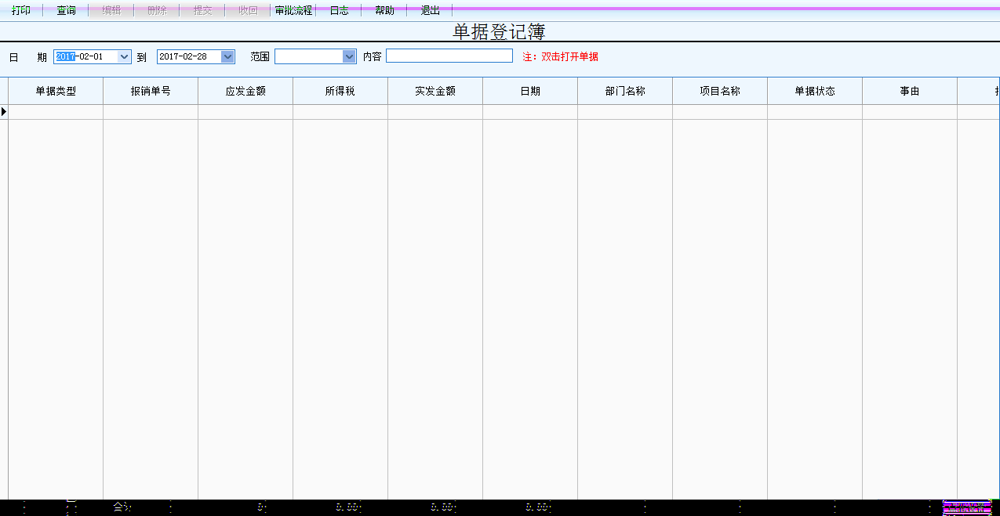 打印 查询 编辑 删除 提交 收回 审批流程 日志 帮助 退出
单据登记簿
日 期 2017-02-01 到 2017-02-28 范围 内容 注：双击打开单据
单据类型 报销单号 应发金额 所得税 实发金额 日期 部门名称 项目名称 单据状态 事由
合计 0 0.00 0.00 0.00